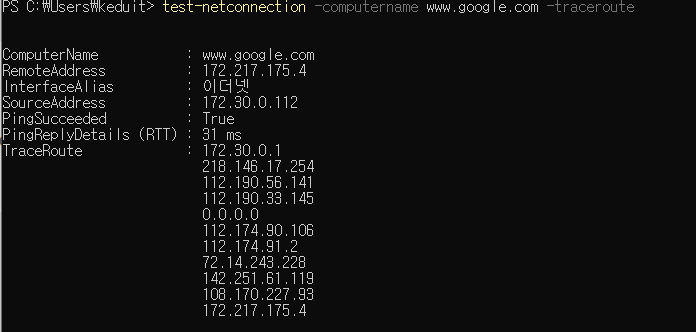 PS C:₩Users₩keduit> test-netconnection -computername www.google.com -traceroute
ComputerName : www.google.com
RemoteAddress : 172.217.175.4
InterfaceAlias : 이더넷
SourceAddress : 172.30.0.112
PingSucceeded : True
PingReplyDetails (RTT) : 31 ms
TraceRoute : 172.30.0.1
218.146.17.254
112.190.56.141
112.190.33.145
0.0.0.0
112.174.90.106
112.174.91.2
72.14.243.228
142.251.61.119
108.170.227.93
172.217.175.4